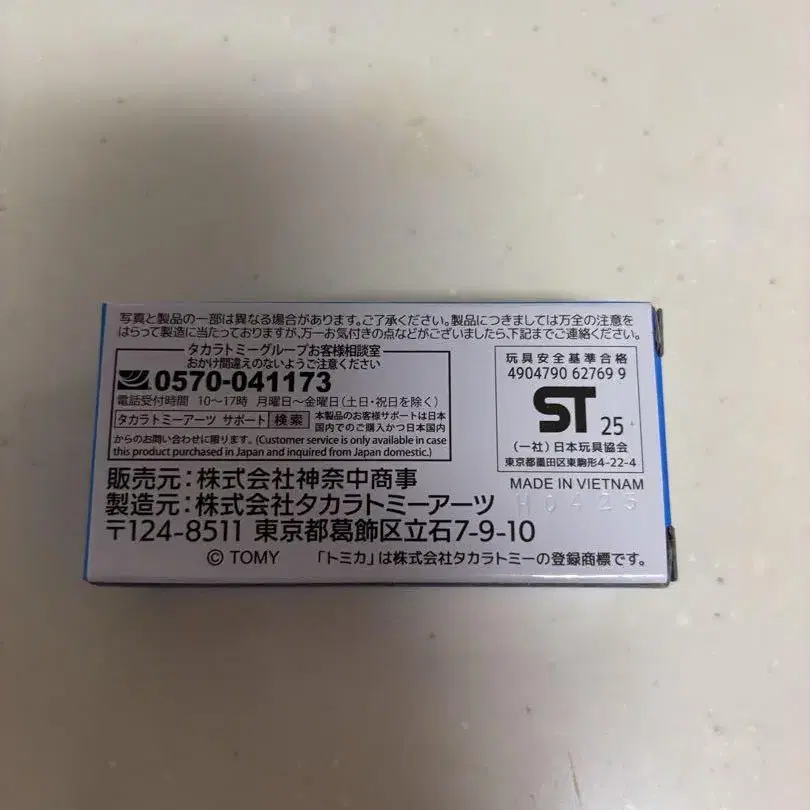 写真と製品の一部は異なる場合があります。ご了承ください。製品につきましては万全の注意を
はらって製造に当たっておりますが、万一お気付きの点などがございましたら、下記までご連絡ください。
タカラトミーグループお客様相談室
おかけ間違えのないようご注意ください
0570-041173
電話受付時間 10〜17時 月曜日〜金曜日(土日・祝日を除く)
タカラトミーアーツ サポート 検索 本製品のお客様サポートは日本
国内でのご購入かつ日本国内
からのお問い合わせに限ります。(Customer service is only available in case
this product purchased in Japan and inquired from Japan domestic.)
玩具安全基準合格
4904790 62769 9
ST 25
(一社)日本玩具協会
東京都墨田区東駒形4-22-4
MADE IN VIETNAM
H0423
販売元:株式会社神奈中商事
製造元:株式会社タカラトミーアーツ
〒124-8511 東京都葛飾区立石7-9-10
© TOMY 「トミカ」は株式会社タカラトミーの登録商標です。